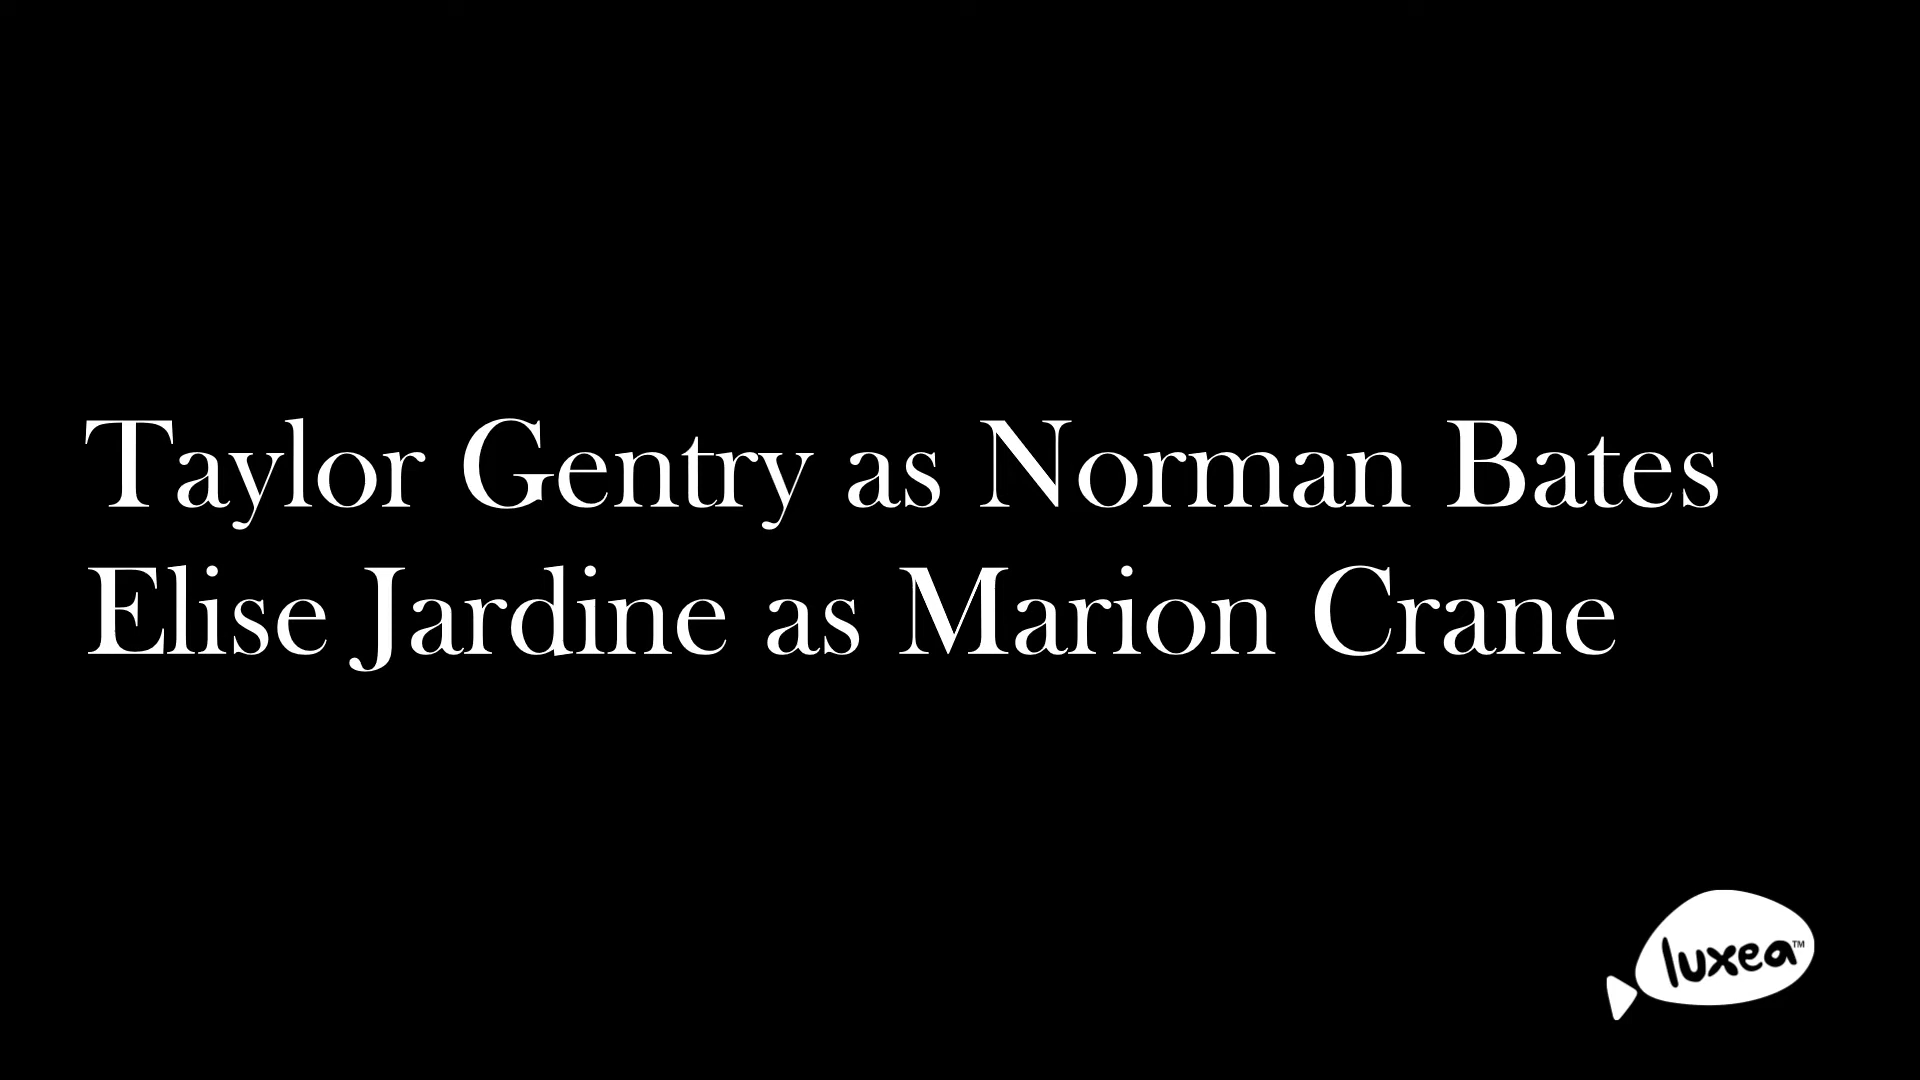 Taylor Gentry as Norman Bates
Elise Jardine as Marion Crane
luxea™